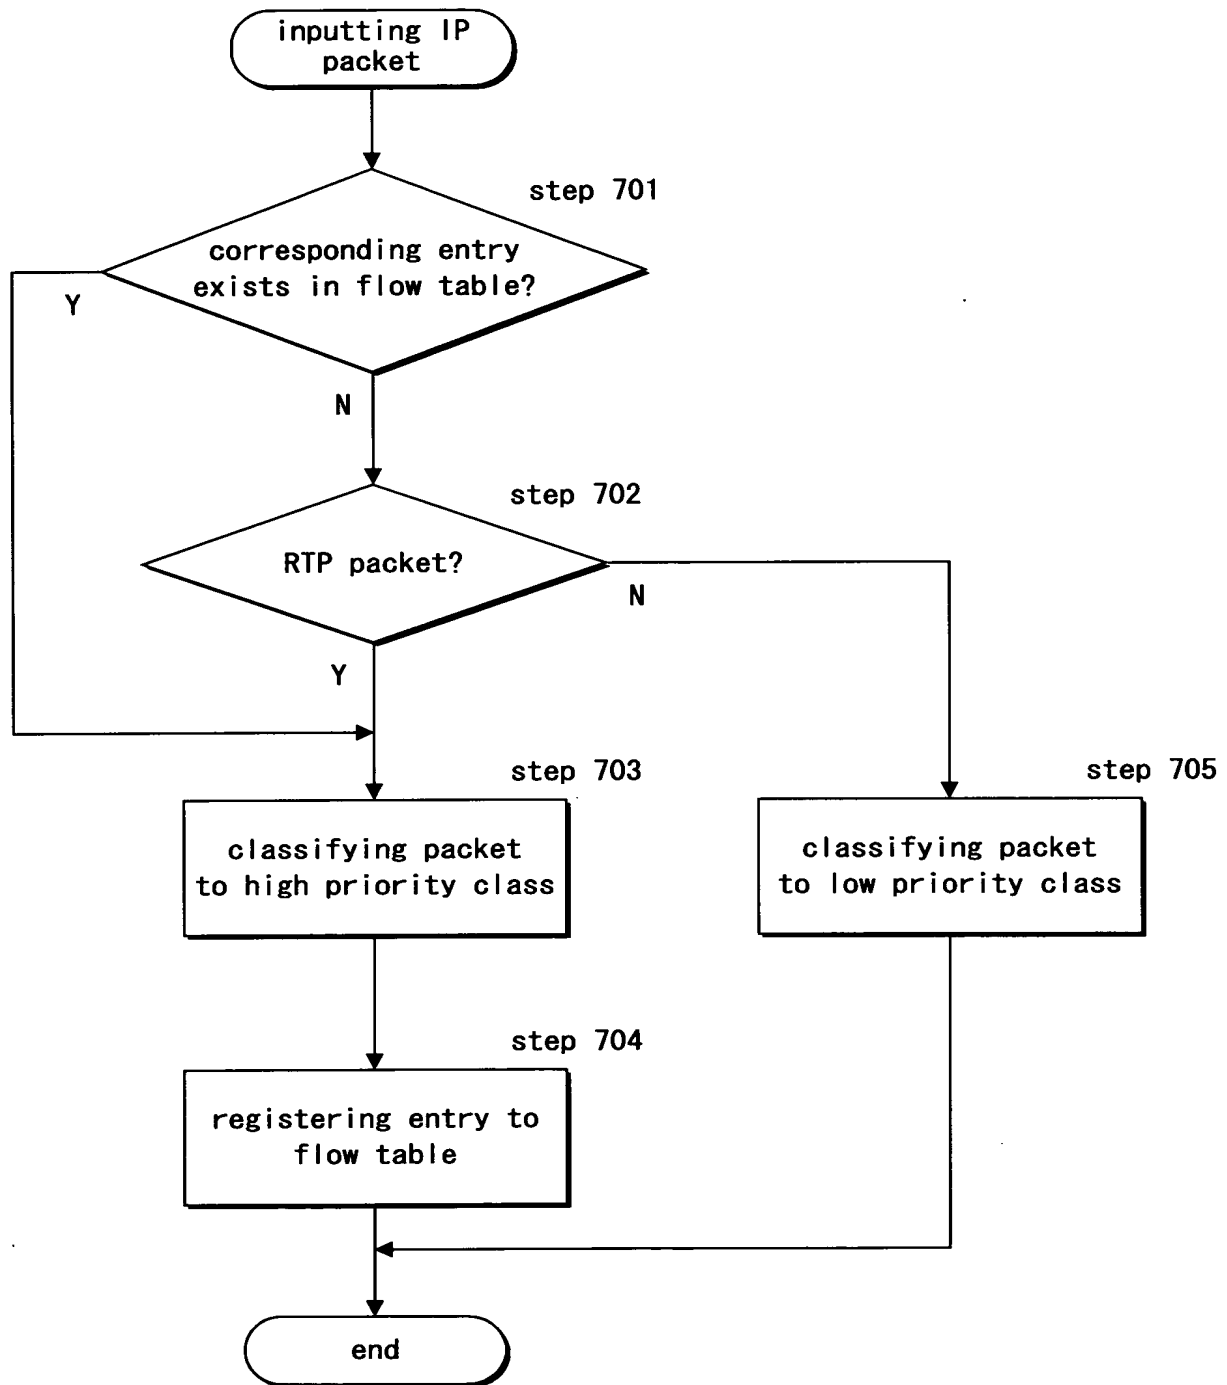 inputting IP
packet
step 701
corresponding entry
exists in flow table?
Y
N
step 702
RTP packet?
N
Y
step 703
step 705
classifying packet
to high priority class
classifying packet
to low priority class
step 704
registering entry to
flow table
end